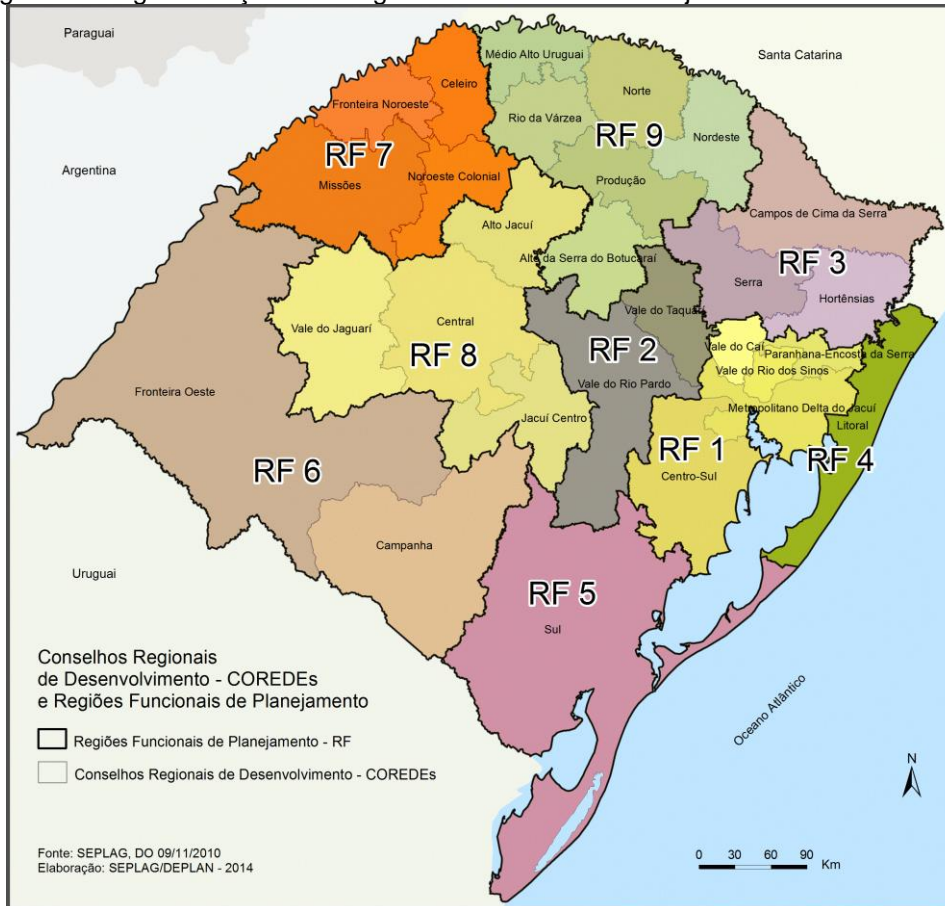 Paraguai
Santa Catarina
Médio Alto Uruguai
Celeiro
Norte
Fronteira Noroeste
Rio da Várzea
RF 9
Nordeste
RF 7
Argentina
Noroeste Colonial
Produção
Missões
Campos de Cima da Serra
Alto Jacuí
Alto da Serra do Botucaraí
RF 3
Serra
Hortênsias
Vale do Taquari
Central
Vale do Jaguarí
RF 2
Vale do Caí
Paranhana-Encosta da Serra
RF 8
Vale do Rio dos Sinos
Vale do Rio Pardo
Fronteira Oeste
Metropolitano Delta do Jacuí
Jacuí Centro
Litoral
RF 1
RF 4
RF 6
Centro-Sul
Campanha
Uruguai
RF 5
Sul
Conselhos Regionais
de Desenvolvimento - COREDEs
e Regiões Funcionais de Planejamento
Regiões Funcionais de Planejamento - RF
Conselhos Regionais de Desenvolvimento - COREDEs
Oceano Atlântico
N
Fonte: SEPLAG, DO 09/11/2010
Elaboração: SEPLAG/DEPLAN - 2014
0 30 60 90
Km